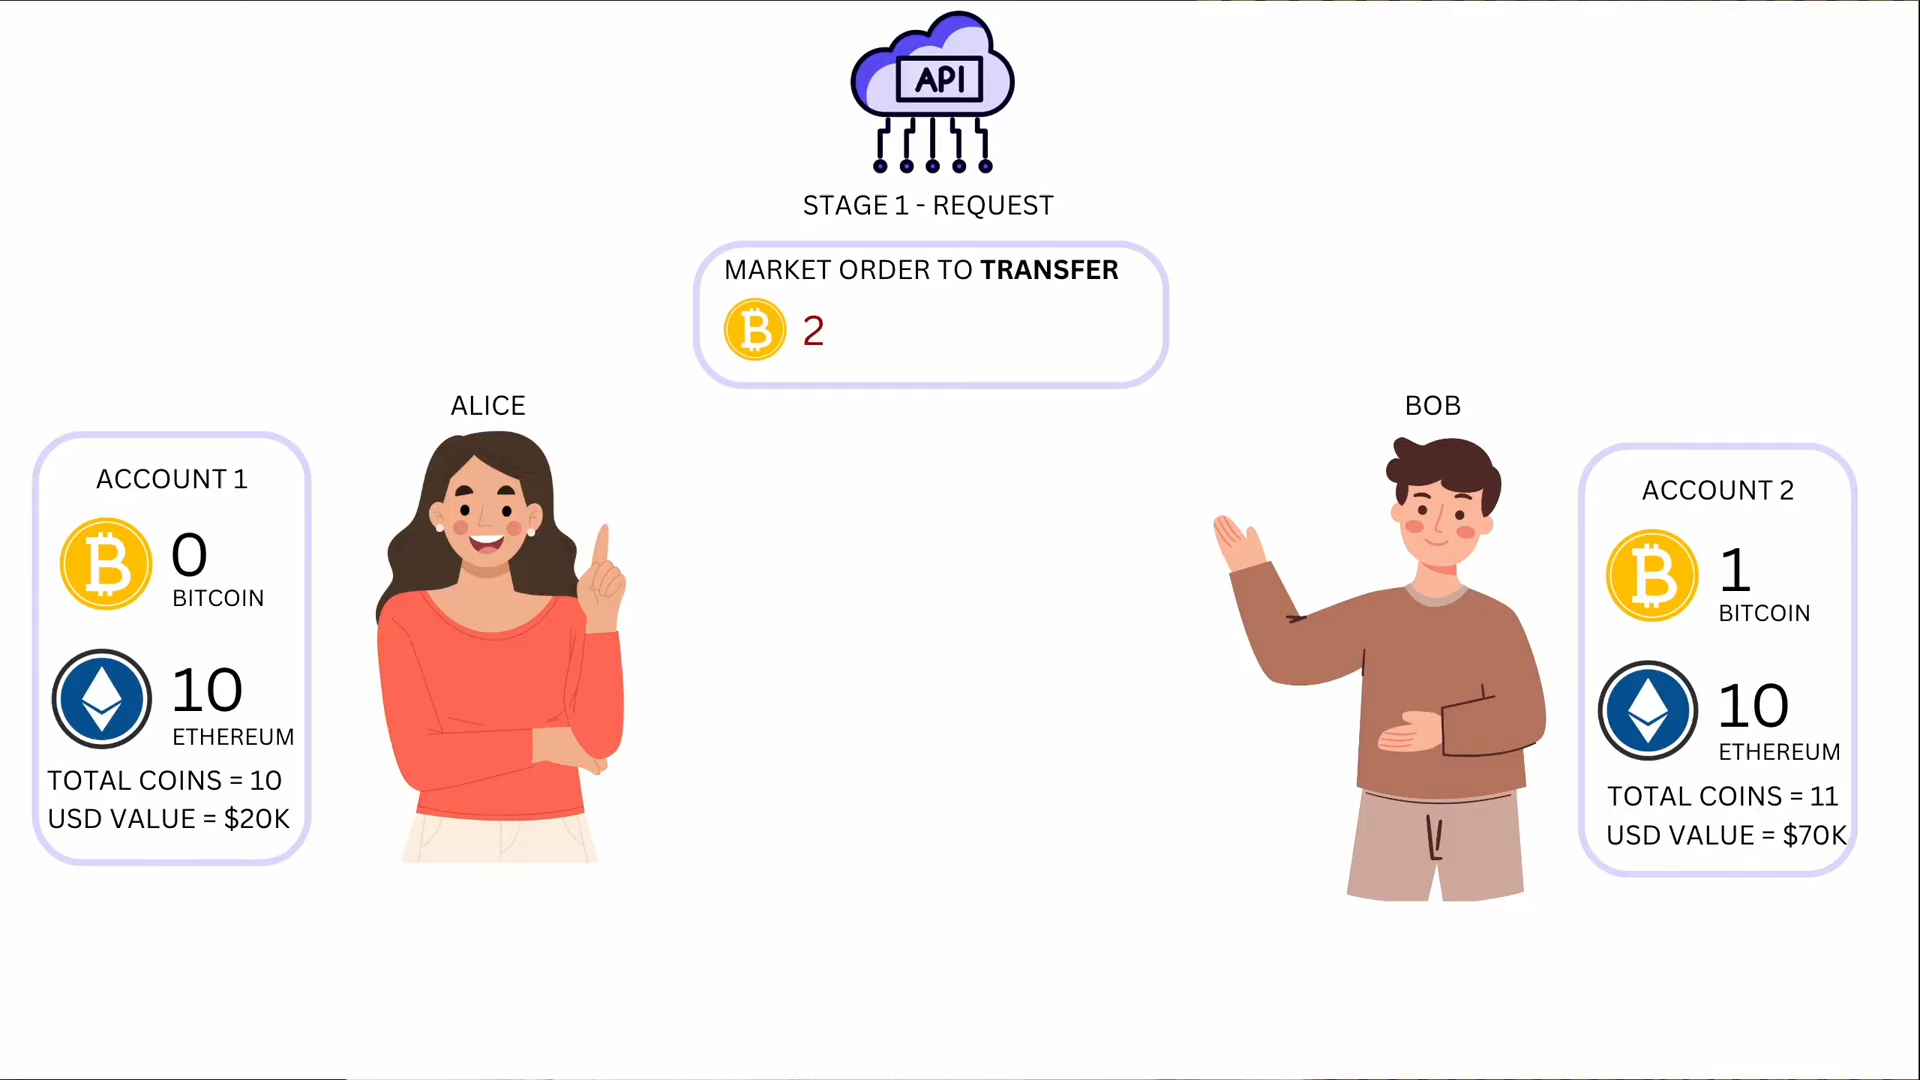 API
STAGE 1 - REQUEST
MARKET ORDER TO TRANSFER
2
ALICE
ACCOUNT 1
0
BITCOIN
10
ETHEREUM
TOTAL COINS = 10
USD VALUE = $20K
BOB
ACCOUNT 2
1
BITCOIN
10
ETHEREUM
TOTAL COINS = 11
USD VALUE = $70K